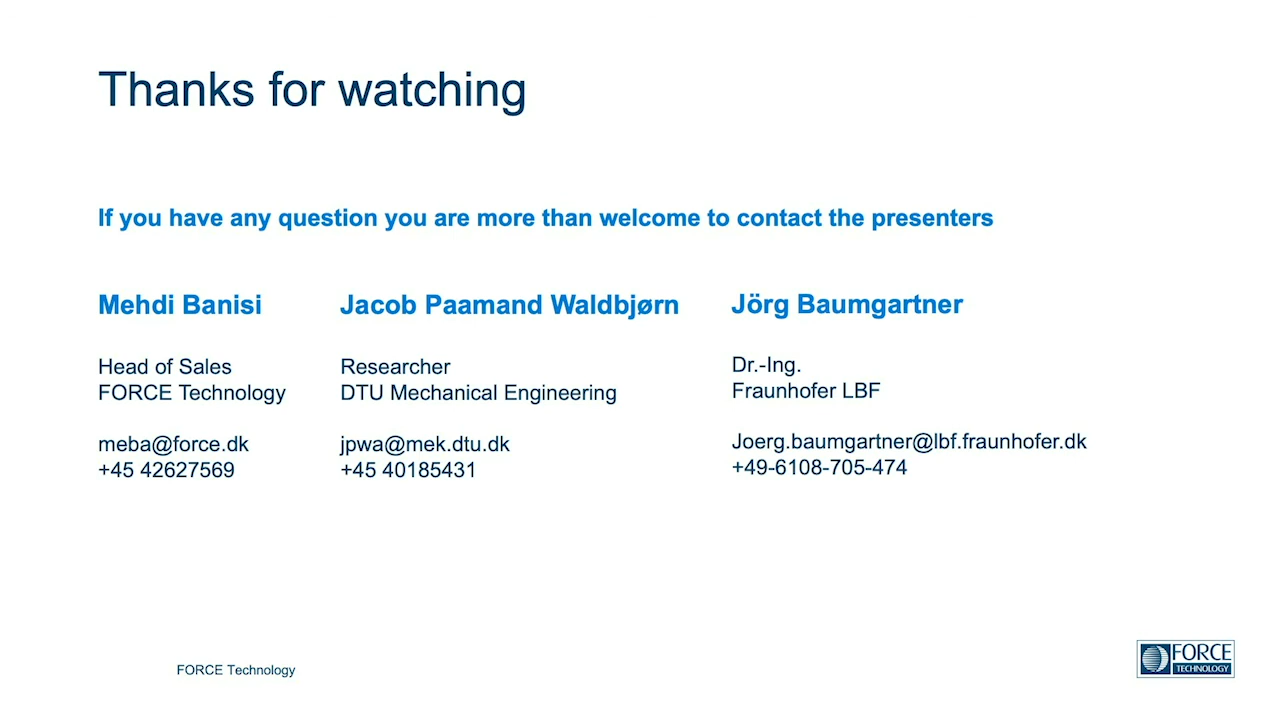 Thanks for watching
If you have any question you are more than welcome to contact the presenters
Mehdi Banisi
Head of Sales
FORCE Technology
meba@force.dk
+45 42627569
Jacob Paamand Waldbjørn
Researcher
DTU Mechanical Engineering
jpwa@mek.dtu.dk
+45 40185431
Jörg Baumgartner
Dr.-Ing.
Fraunhofer LBF
Joerg.baumgartner@lbf.fraunhofer.dk
+49-6108-705-474
FORCE Technology
FORCE
TECHNOLOGY